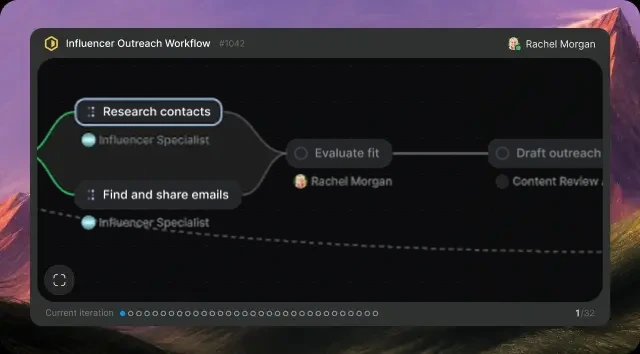 Influencer Outreach Workflow #1042
Rachel Morgan
Research contacts
Influencer Specialist
Evaluate fit
Rachel Morgan
Draft outreach
Content Review
Find and share emails
Influencer Specialist
Current iteration
1/32